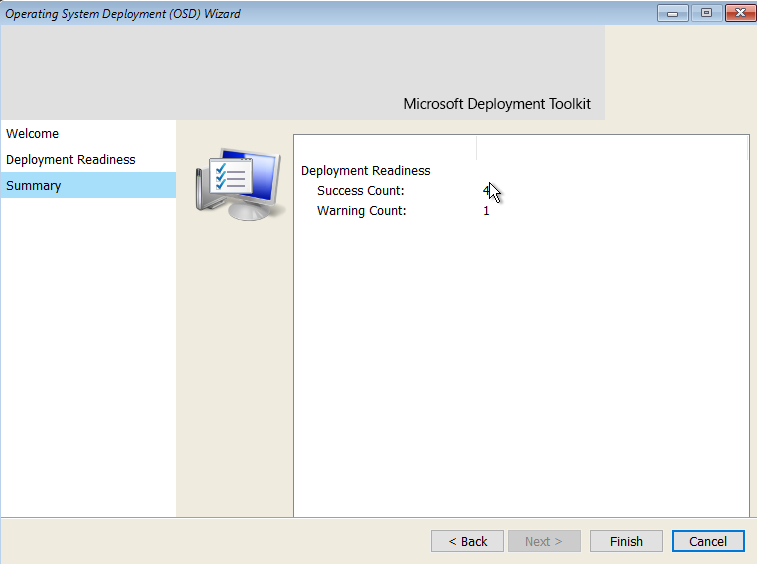 Operating System Deployment (OSD) Wizard
Microsoft Deployment Toolkit
Welcome
Deployment Readiness
Summary
Deployment Readiness
Success Count: 4
Warning Count: 1
< Back Next > Finish Cancel